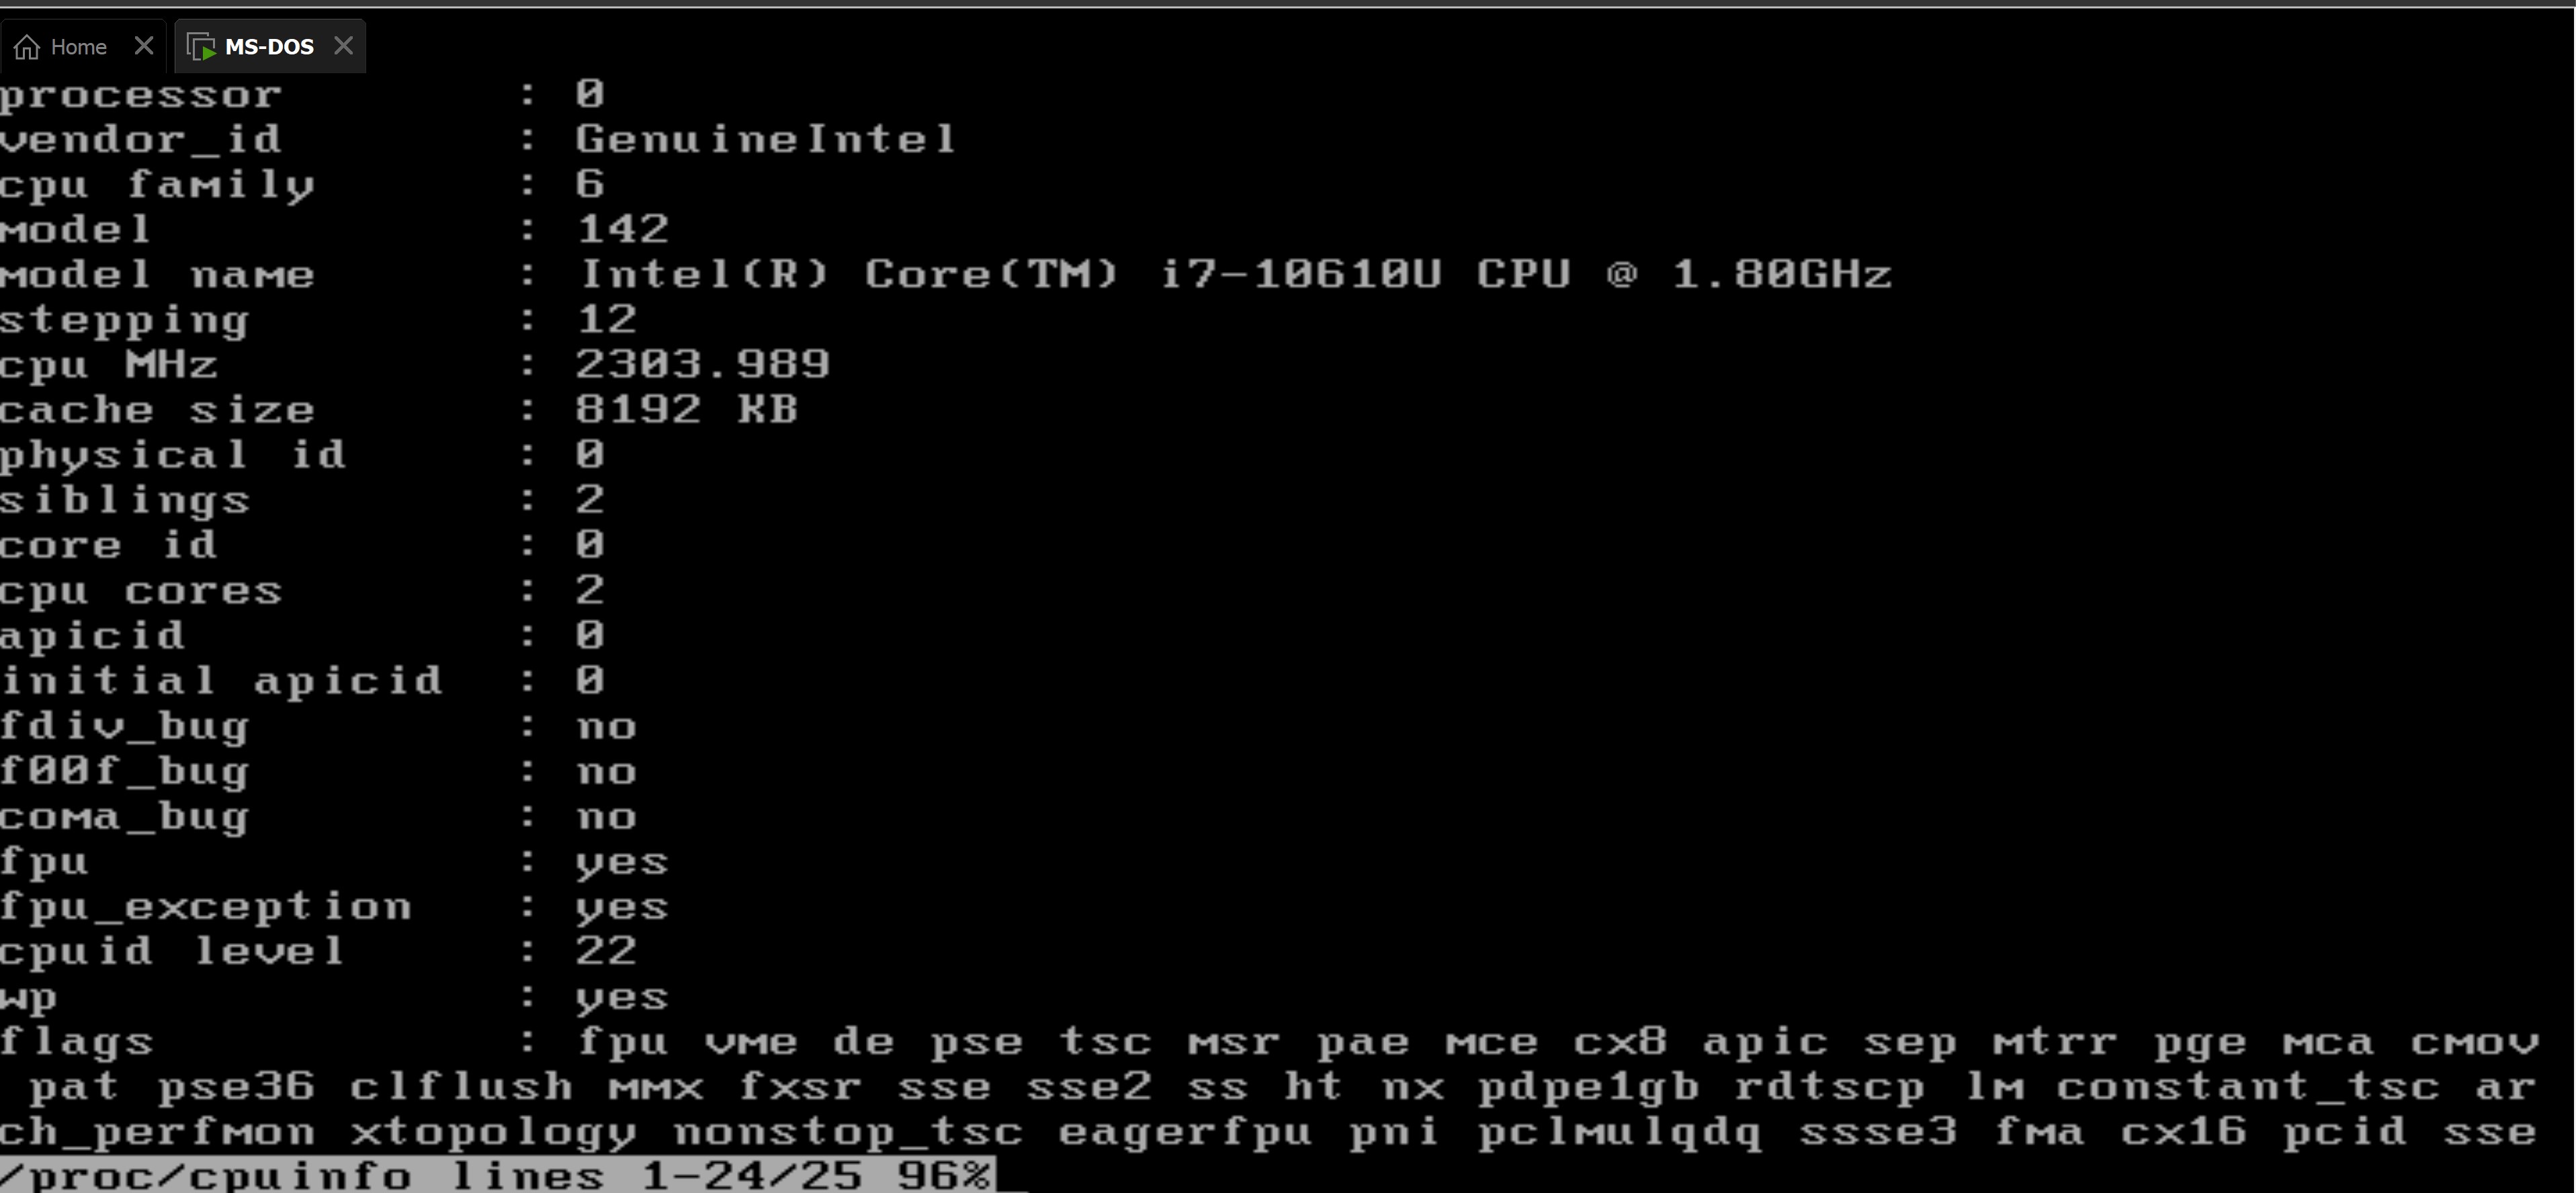 Home MS-DOS
processor : 0
vendor_id : GenuineIntel
cpu family : 6
model : 142
model name : Intel(R) Core(TM) i7-10610U CPU @ 1.80GHz
stepping : 12
cpu MHz : 2303.989
cache size : 8192 KB
physical id : 0
siblings : 2
core id : 0
cpu cores : 2
apicid : 0
initial apicid : 0
fdiv_bug : no
f00f_bug : no
coma_bug : no
fpu : yes
fpu_exception : yes
cpuid level : 22
wp : yes
flags : fpu vme de pse tsc msr pae mce cx8 apic sep mtrr pge mca cmov
pat pse36 clflush mmx fxsr sse sse2 ss ht nx pdpe1gb rdtscp lm constant_tsc ar
ch_perfmon xtopology nonstop_tsc eagerfpu pni pclmulqdq ssse3 fma cx16 pcid sse
/proc/cpuinfo lines 1-24/25 96%